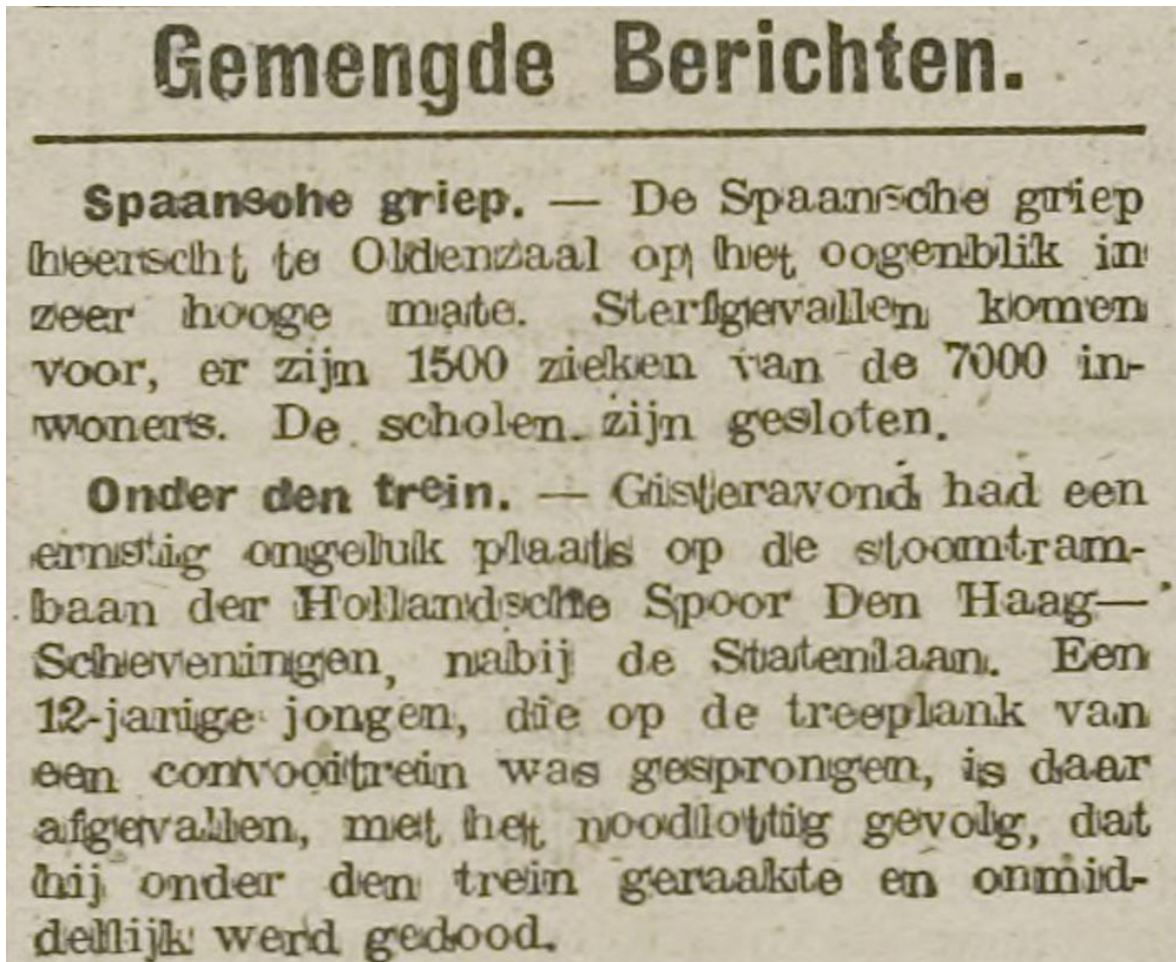 Gemengde Berichten.
Spaansche griep. — De Spaansche griep
heerscht te Oldenzaal op het oogenblik in
zeer hooge mate. Sterfgevallen komen
voor, er zijn 1500 zieken van de 7000 in-
woners. De scholen zijn gesloten.
Onder den trein. — Gisteravond had een
ernstig ongeluk plaats op de stoomtram-
baan der Hollandsche Spoor Den Haag—
Scheveningen, nabij de Statenlaan. Een
12-jarige jongen, die op de treeplank van
een convooitrein was gesprongen, is daar
afgevallen, met het noodlottig gevolg, dat
hij onder den trein geraakte en onmid-
dellijk werd gedood.